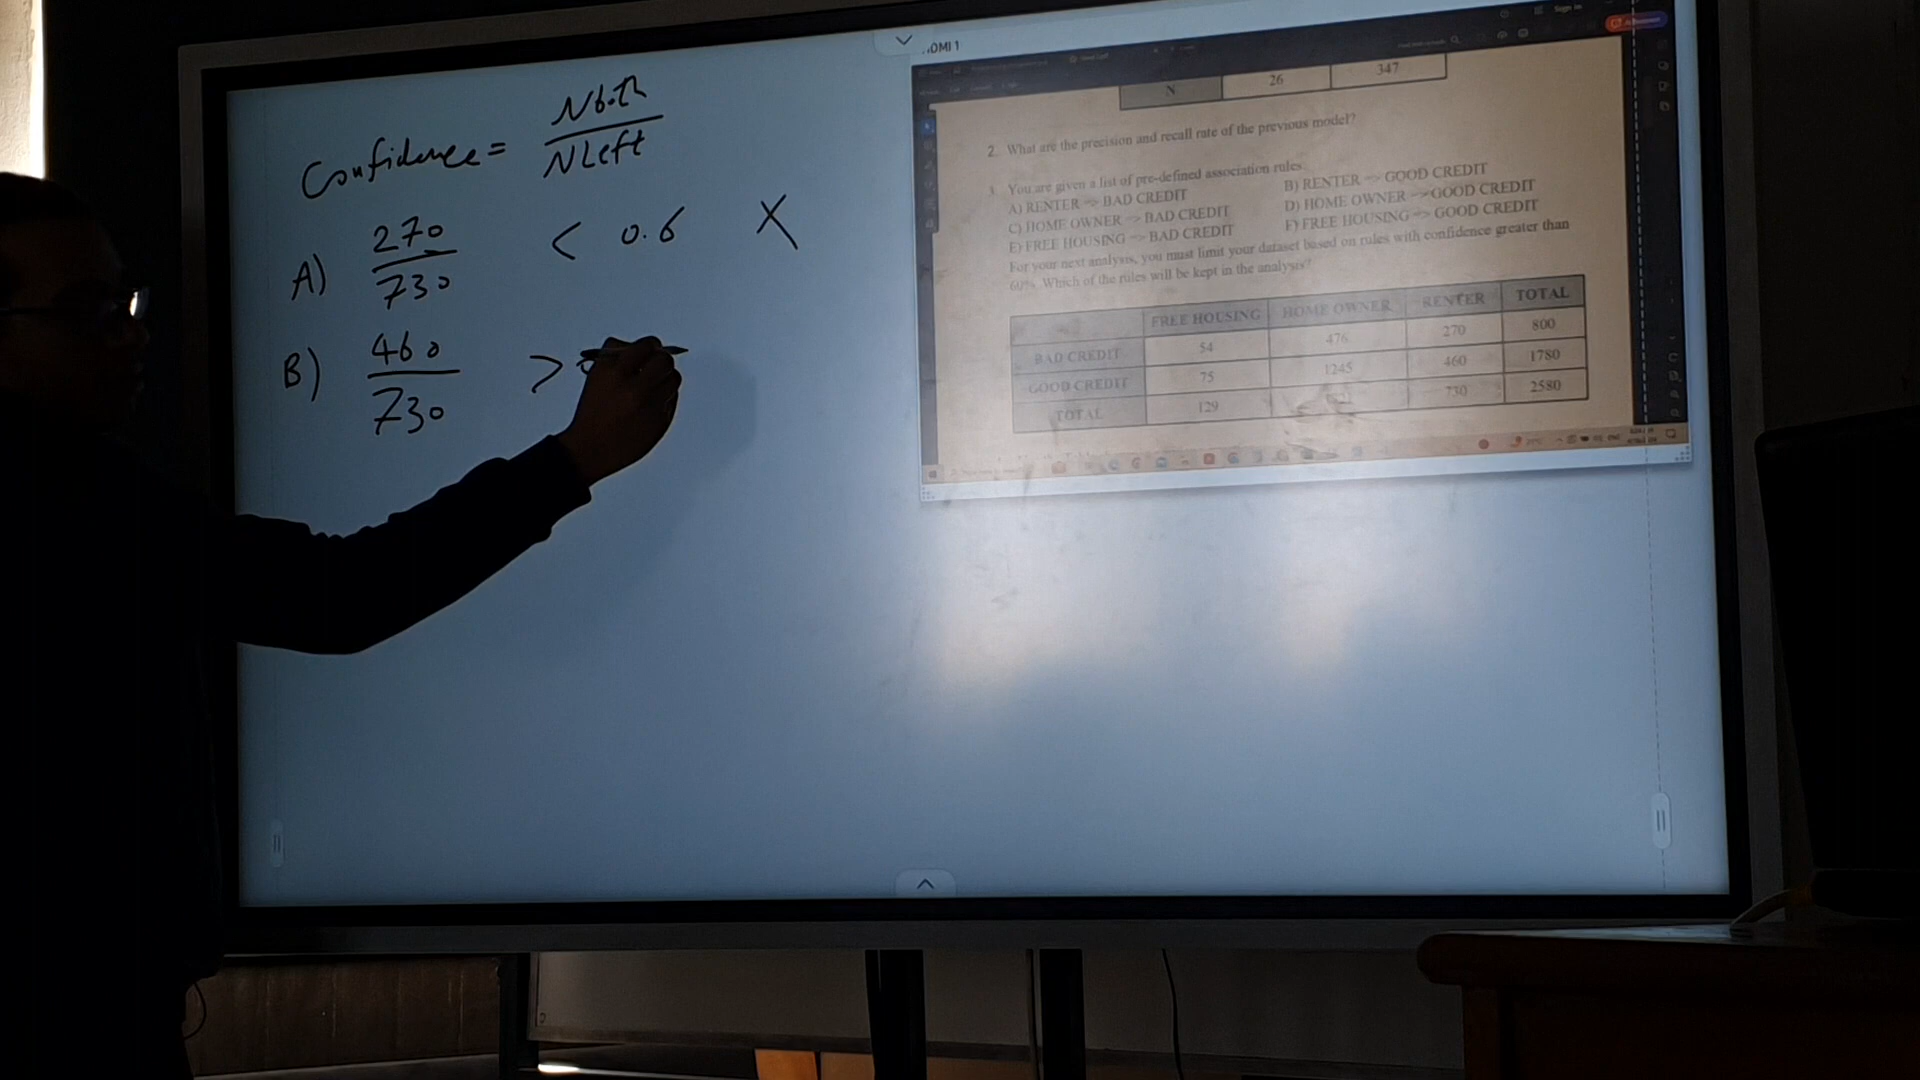 Confidence = Nboth / NLeft
A) 270 / 730 < 0.6 X
B) 460 / 730 >
N 26 347
2. What are the precision and recall rate of the previous model?
3. You are given a list of pre-defined association rules.
A) RENTER => BAD CREDIT B) RENTER => GOOD CREDIT
C) HOME OWNER => BAD CREDIT D) HOME OWNER => GOOD CREDIT
E) FREE HOUSING => BAD CREDIT F) FREE HOUSING => GOOD CREDIT
For your next analysis, you must limit your dataset based on rules with confidence greater than
60%. Which of the rules will be kept in the analysis?
FREE HOUSING HOME OWNER RENTER TOTAL
BAD CREDIT 54 476 270 800
GOOD CREDIT 75 1245 460 1780
TOTAL 129 730 2580